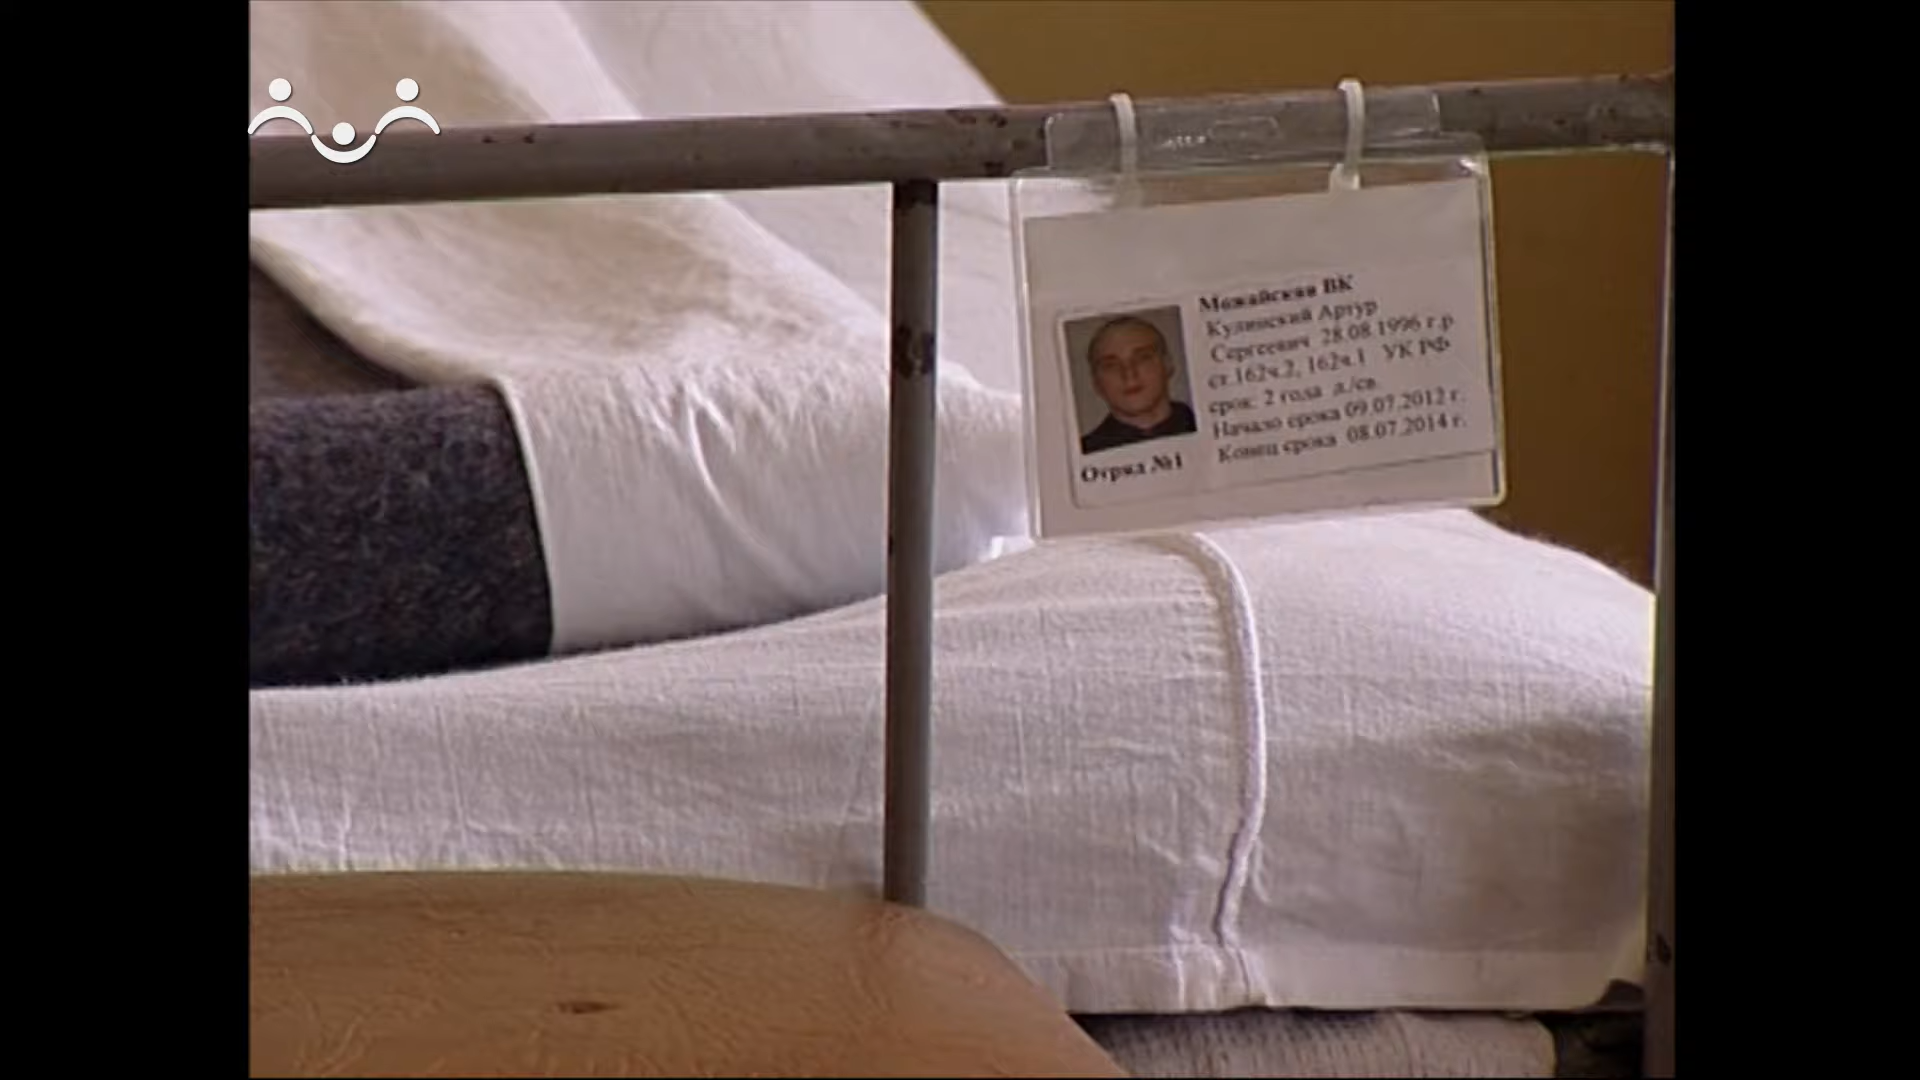 Можайская ВК
Кулинский Артур
Сергеевич 28.08.1996 г.р
ст.162ч.2, 162ч.1 УК РФ
срок 2 года л/св.
Начало срока 09.07.2012 г.
Конец срока 08.07.2014 г.
Отряд №1